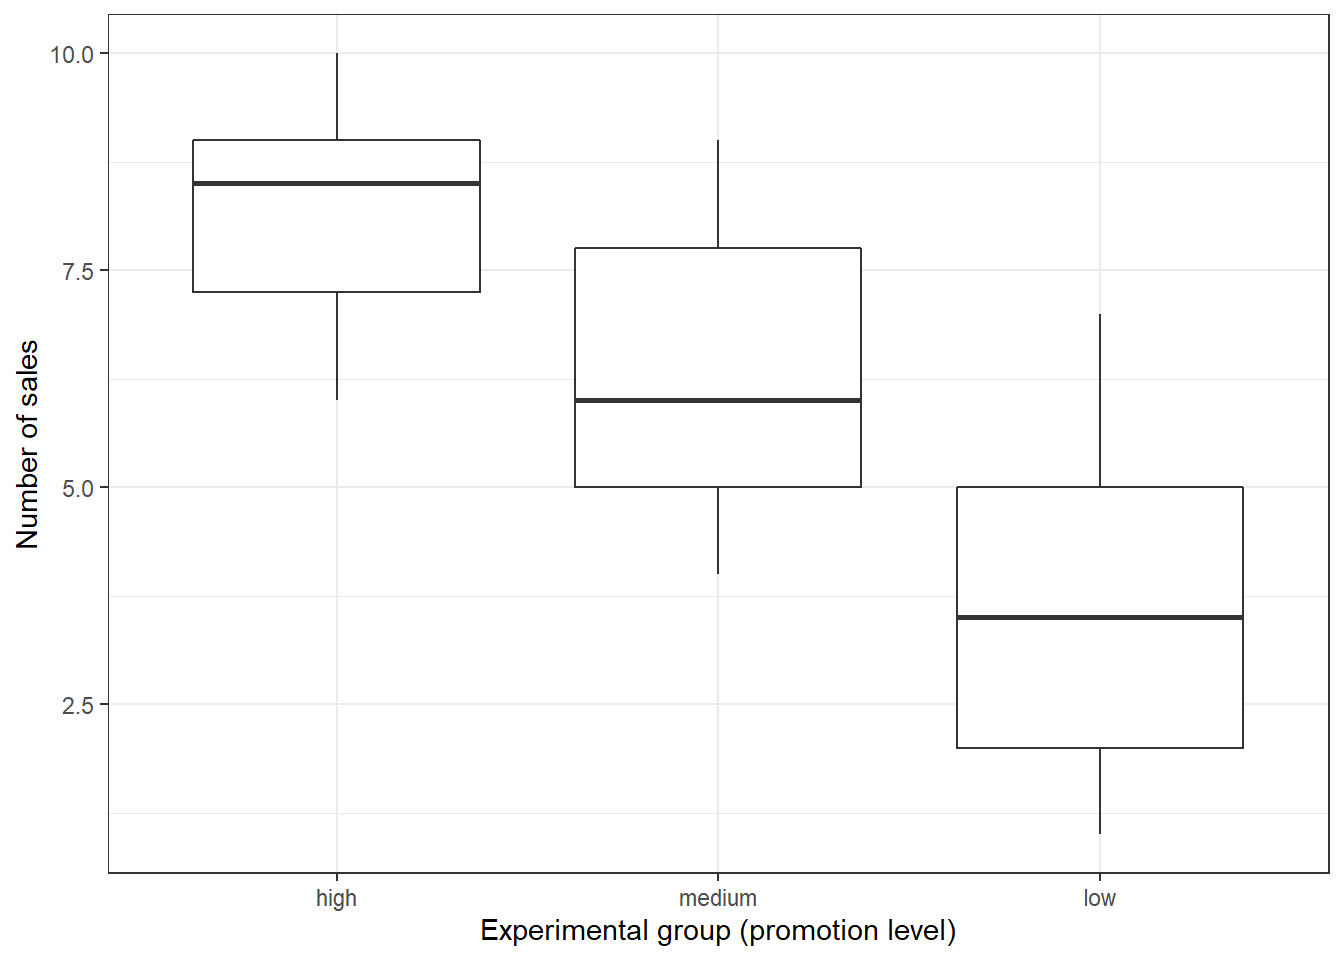 Number of sales
10.0
7.5
5.0
2.5
high medium low
Experimental group (promotion level)